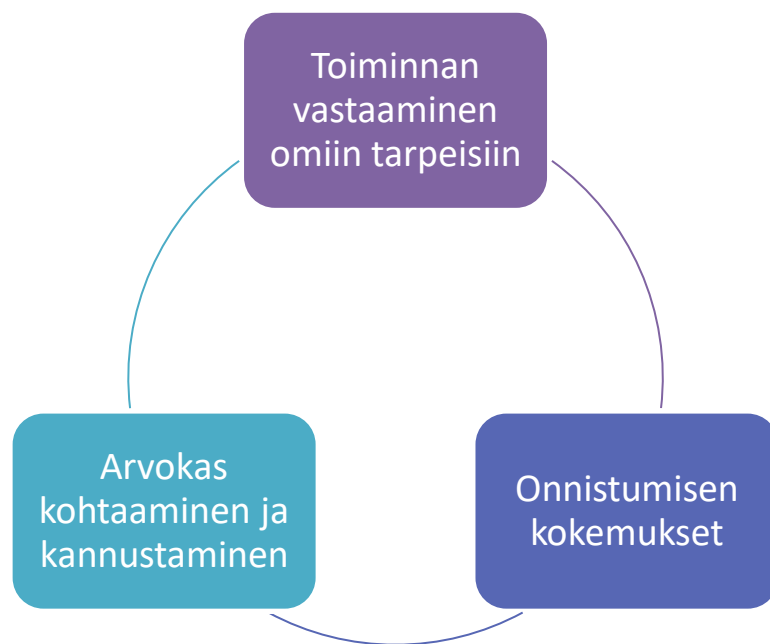 Toiminnan
vastaaminen
omiin tarpeisiin
Arvokas
kohtaaminen ja
kannustaminen
Onnistumisen
kokemukset